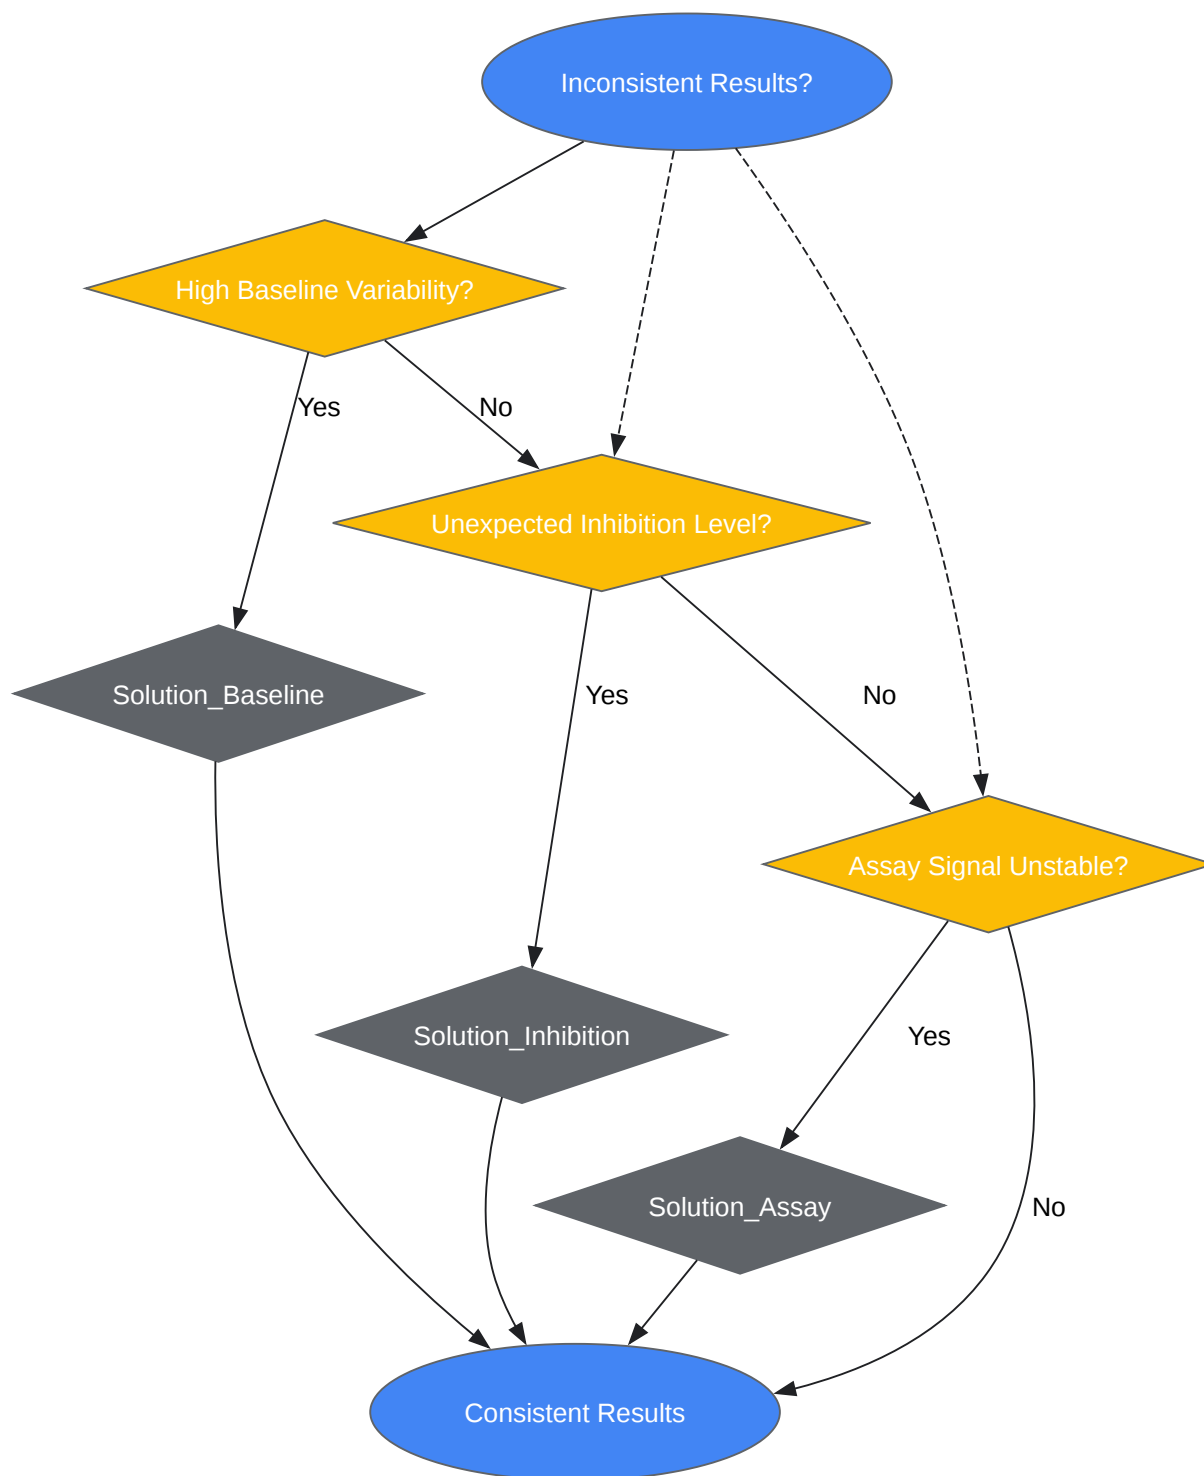 Inconsistent Results?
High Baseline Variability?
Yes
No
Unexpected Inhibition Level?
Solution_Baseline
Yes
No
Assay Signal Unstable?
Solution_Inhibition
Yes
Solution_Assay
No
Consistent Results